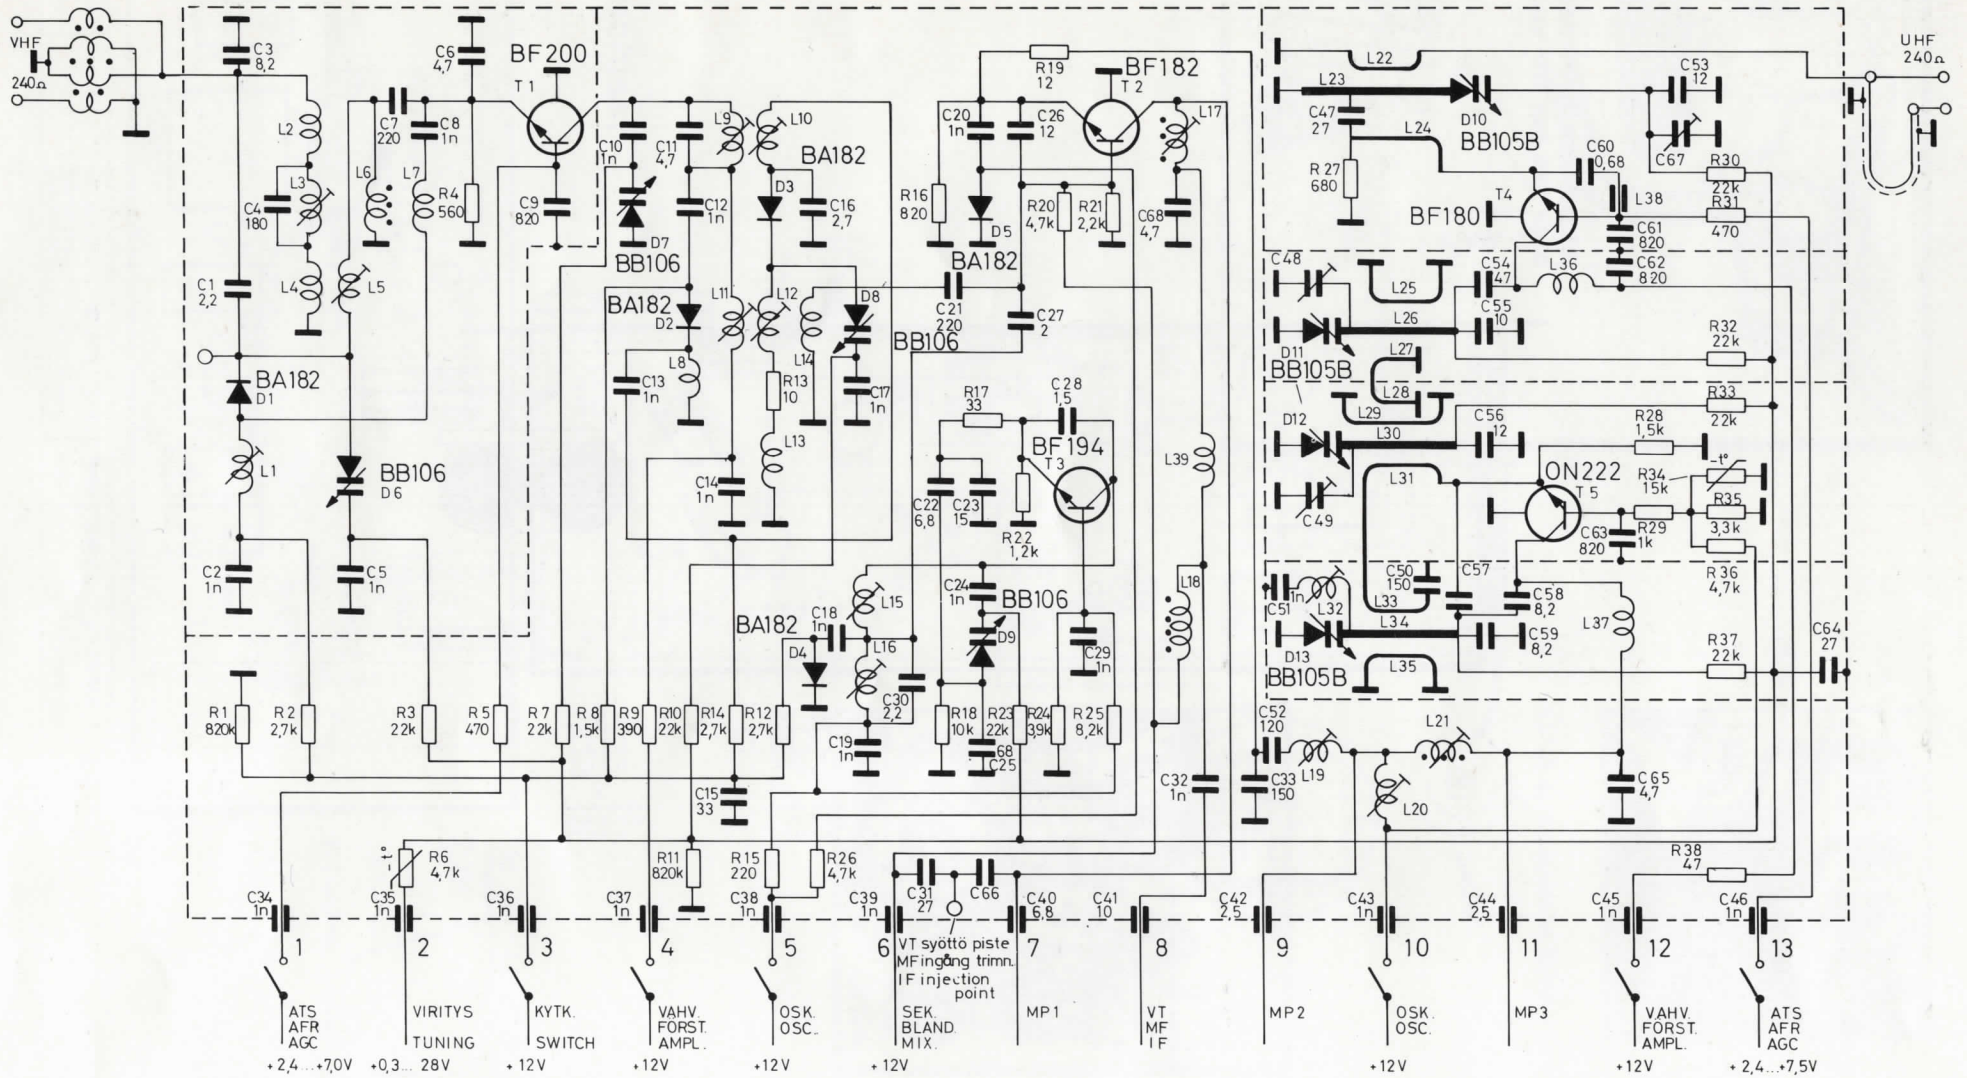 VHF
240Ω
C3
8,2
L2
C4
180
L3
L4
C1
2,2
BA182
D1
L1
C2
1n
L6
L5
C7
220
C8
1n
L7
C6
4,7
R4
560
BB106
D6
C5
1n
BF200
T1
C9
820
C10
1n
C11
4,7
L9
L10
D7
BB106
C12
1n
BA182
D3
C16
2,7
BA182
D2
L11
L12
L14
D8
BB106
C13
1n
L8
R13
10
C17
1n
L13
C14
1n
R19
12
BF182
T2
C20
1n
C26
12
R16
820
D5
BA182
R20
4,7k
R21
2,2k
C68
4,7
L17
C21
220
C27
2
R17
33
C28
1,5
BF194
T3
C22
6,8
C23
15
R22
1,2k
L39
L18
C24
1n
BB106
D9
L15
BA182
C18
1n
D4
L16
C30
2,2
C19
1n
C29
1n
R1
820k
R2
2,7k
R3
22k
R5
470
R7
22k
R8
1,5k
R9
390
R10
22k
R14
2,7k
R12
2,7k
R18
10k
R23
22k
R24
39k
R25
8,2k
68
C25
C15
33
C32
1n
C33
150
C52
120
L19
L20
L21
C65
4,7
-t°
R6
4,7k
R11
820k
R15
220
R26
4,7k
C31
27
C66
R38
47
UHF
240Ω
L22
L23
C47
27
D10
BB105B
C53
12
C67
L24
R27
680
C60
0,68
R30
22k
R31
470
T4
BF180
L38
C61
820
C62
820
C48
L25
C54
47
L36
L26
C55
10
D11
BB105B
L27
R32
22k
R33
22k
L28
D12
L29
L30
C56
12
R28
1,5k
C49
L31
ON222
T5
-t°
R34
15k
R35
3,3k
C63
820
R29
1k
R36
4,7k
C51
1n
L32
C50
150
C57
L33
C58
8,2
L34
C59
8,2
L37
D13
BB105B
L35
R37
22k
C64
27
C34
1n
C35
1n
C36
1n
C37
1n
C38
1n
C39
1n
C40
6,8
C41
10
C42
2,5
C43
1n
C44
2,5
C45
1n
C46
1n
1 2 3 4 5 6 7 8 9 10 11 12 13
VT syöttö piste
MFingång trimn.
IF injection
point
ATS
AFR
AGC
+2,4...+7,0V
VIRITYS
TUNING
+0,3... 28V
KYTK.
SWITCH
+12V
VAHV.
FÖRST.
AMPL.
+12V
OSK.
OSC.
+12V
SEK.
BLAND.
MIX.
+12V
MP1
VT
MF
IF
MP2
OSK.
OSC.
+12V
MP3
VAHV.
FÖRST.
AMPL.
+12V
ATS
AFR
AGC
+2,4...+7,5V